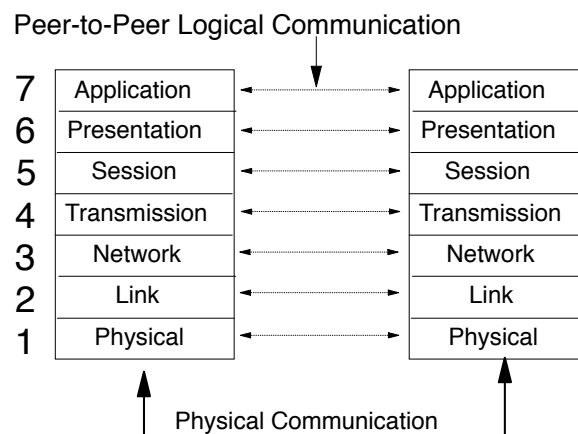 Peer-to-Peer Logical Communication
7 Application Application
6 Presentation Presentation
5 Session Session
4 Transmission Transmission
3 Network Network
2 Link Link
1 Physical Physical
Physical Communication